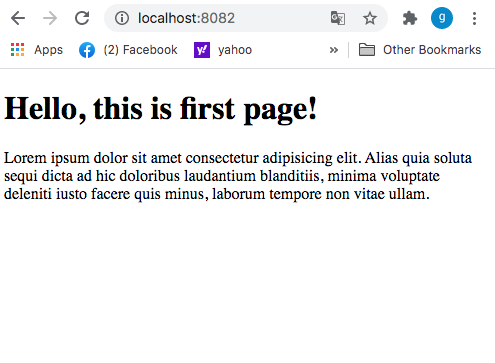 localhost:8082
g
Apps
(2) Facebook
y!
yahoo
»
Other Bookmarks
Hello, this is first page!
Lorem ipsum dolor sit amet consectetur adipisicing elit. Alias quia soluta
sequi dicta ad hic doloribus laudantium blanditiis, minima voluptate
deleniti iusto facere quis minus, laborum tempore non vitae ullam.